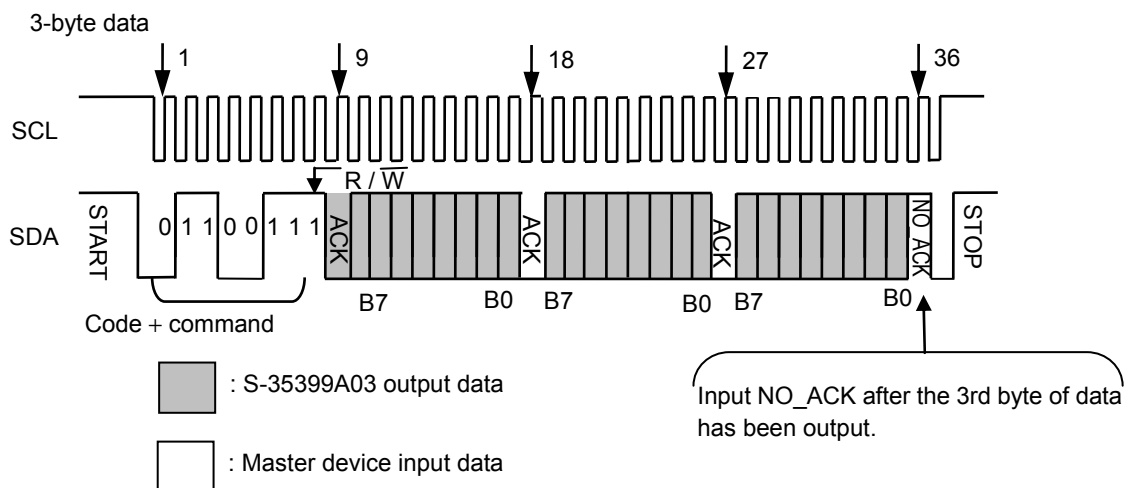 3-byte data
1 9 18 27 36
SCL
R / W
SDA START 0 1 1 0 0 1 1 1 ACK ACK ACK NO_ACK STOP
B7 B0 B7 B0 B7 B0
Code + command
: S-35399A03 output data
Input NO_ACK after the 3rd byte of data
has been output.
: Master device input data